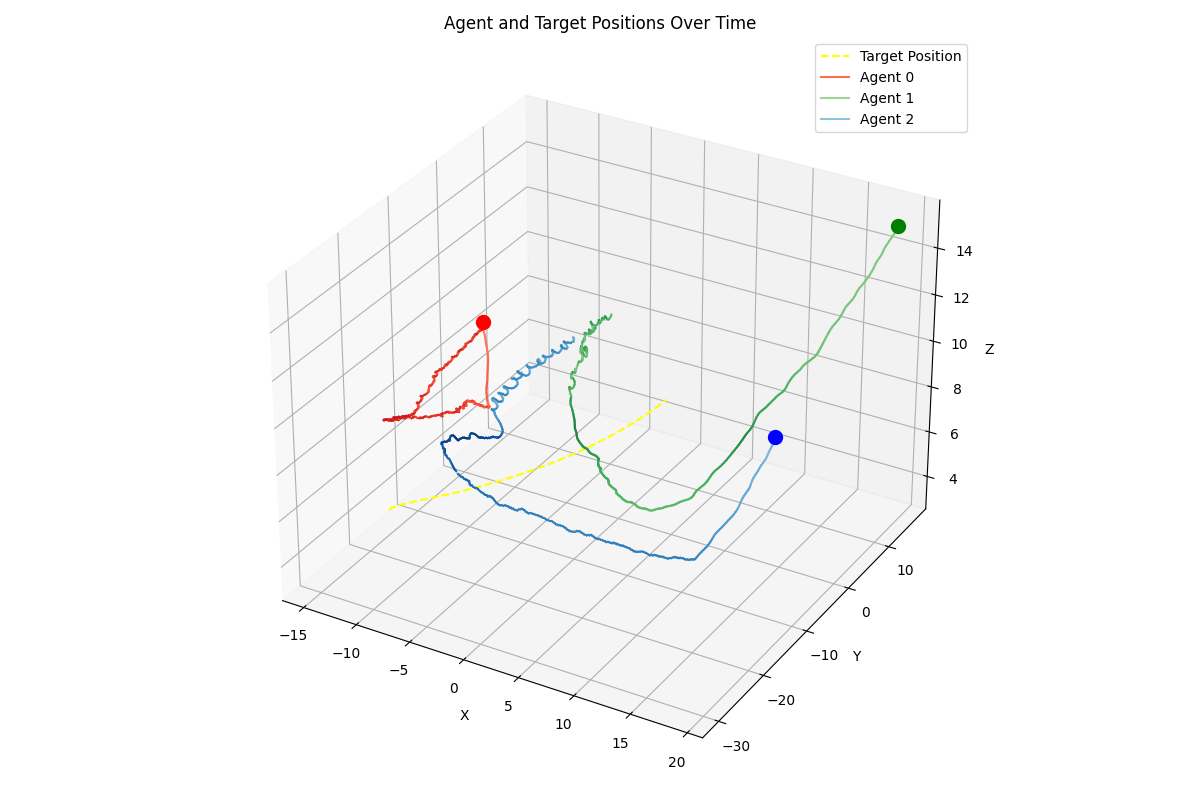 Agent and Target Positions Over Time
Target Position
Agent 0
Agent 1
Agent 2
14
12
10
8
6
4
Z
10
0
−10
−20
−30
Y
−15
−10
−5
0
5
10
15
20
X